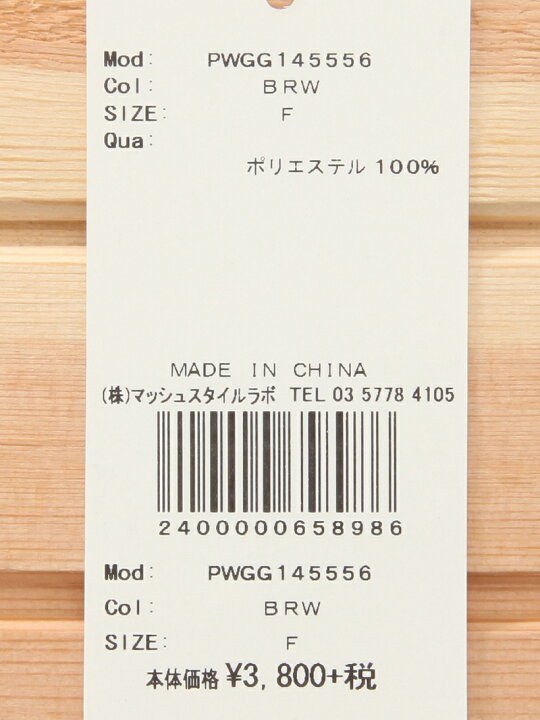 Mod: PWGG145556
Col: BRW
SIZE: F
Qua:
ポリエステル 100%
MADE IN CHINA
(株)マッシュスタイルラボ TEL 03 5778 4105
2400000658986
Mod: PWGG145556
Col: BRW
SIZE: F
本体価格 ¥3,800+税